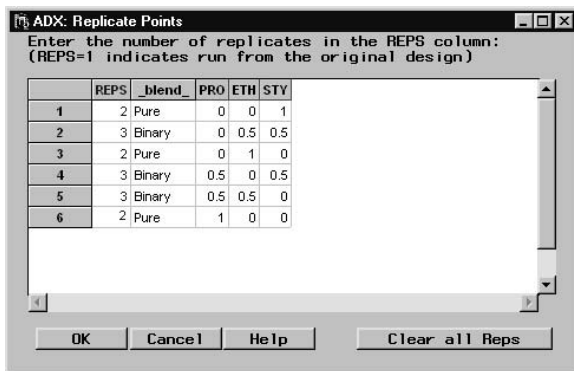 ADX: Replicate Points
Enter the number of replicates in the REPS column:
(REPS=1 indicates run from the original design)
REPS _blend_ PRO ETH STY
1 2 Pure 0 0 1
2 3 Binary 0 0.5 0.5
3 2 Pure 0 1 0
4 3 Binary 0.5 0 0.5
5 3 Binary 0.5 0.5 0
6 2 Pure 1 0 0
OK Cancel Help Clear all Reps